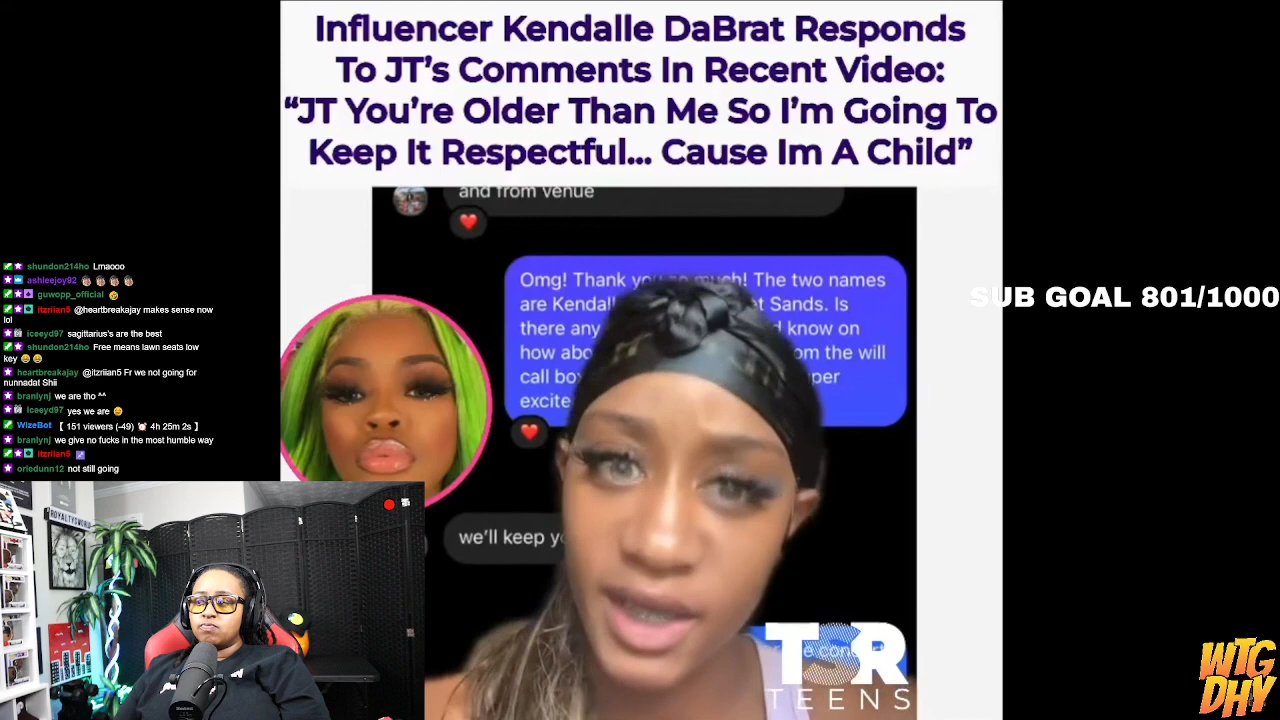 Influencer Kendalle DaBrat Responds
To JT's Comments In Recent Video:
“JT You're Older Than Me So I'm Going To
Keep It Respectful... Cause Im A Child”
and from venue
Omg! Thank you so much! The two names
are Kendall Sands. Is
there any know on
how abo om the will
call bo per
excite
we'll keep yo
TSR
TEENS
shundon214ho Lmaooo
ashleejoy92
guwopp_official
itzriian5 @heartbreakajay makes sense now
lol
iceeyd97 sagittarius's are the best
shundon214ho Free means lawn seats low
key
heartbreakajay @itzriian5 Fr we not going for
nunnadat Shii
branlynj we are tho ^^
iceeyd97 yes we are
WizeBot 【 151 viewers (-49) 4h 25m 2s 】
branlynj we give no fucks in the most humble way
itzriian5
orledunn12 not still going
SUB GOAL 801/1000
ROYALTYSWORLD
WTG
DHY